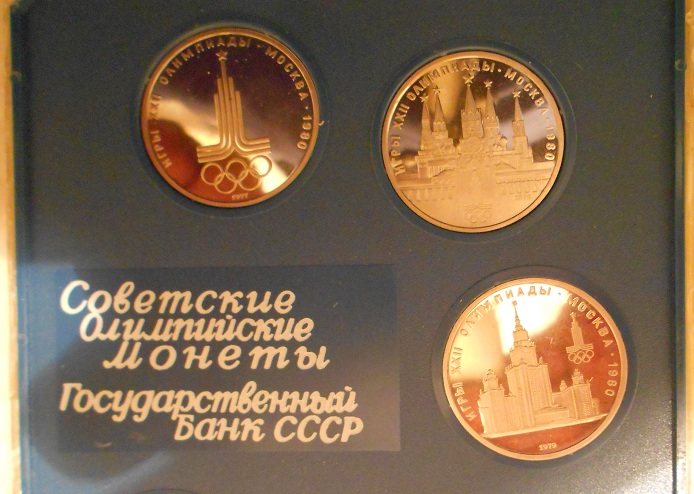 ИГРЫ XXII ОЛИМПИАДЫ · МОСКВА · 1980
1977
ИГРЫ XXII ОЛИМПИАДЫ · МОСКВА · 1980
ИГРЫ XXII ОЛИМПИАДЫ · МОСКВА · 1980
1979
Советские
олимпийские
монеты
Государственный
Банк СССР